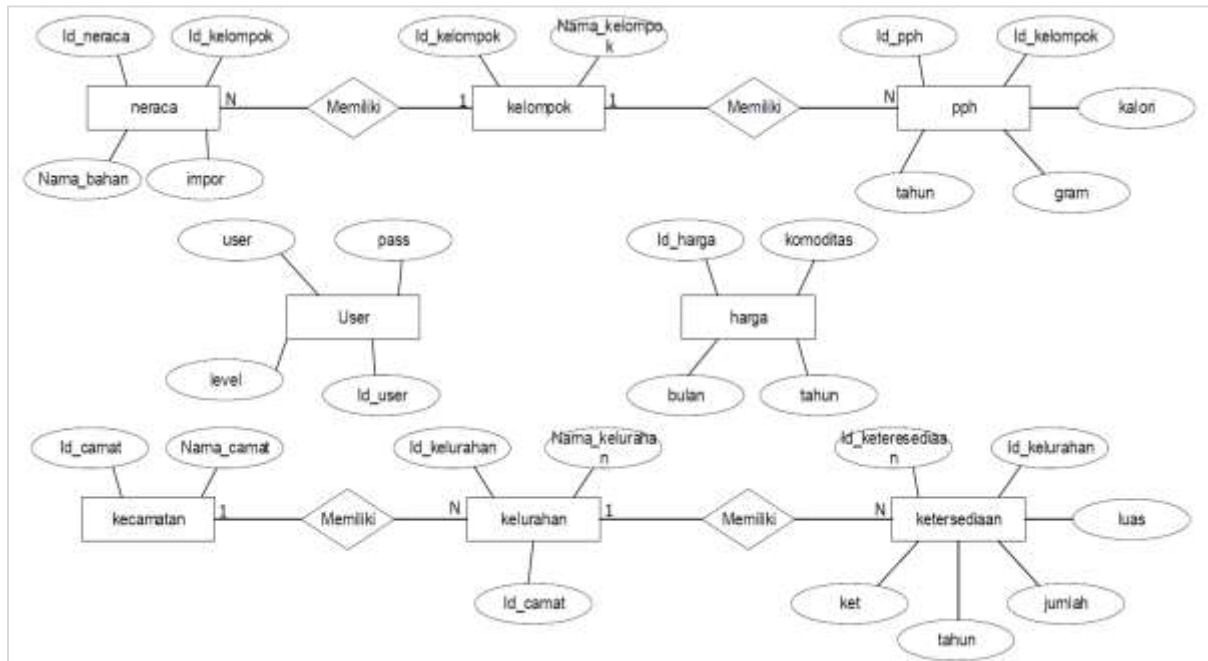 Id_neraca
Id_kelompok
Id_kelompok
Nama_kelompo
k
Id_pph
Id_kelompok
neraca
N
Memiliki
1
kelompok
1
Memiliki
N
pph
kalori
Nama_bahan
impor
tahun
gram
user
pass
Id_harga
komoditas
User
harga
level
Id_user
bulan
tahun
Id_camat
Nama_camat
Id_kelurahan
Nama_keluraha
n
Id_keteresediaa
n
Id_kelurahan
kecamatan
1
Memiliki
N
kelurahan
1
Memiliki
N
ketersediaan
luas
Id_camat
ket
tahun
jumlah